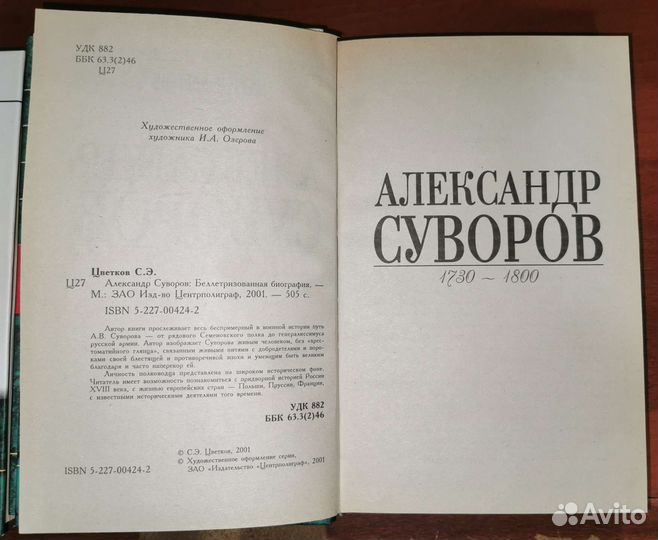 УДК 882
ББК 63.3(2)46
Ц27
Художественное оформление
художника И.А. Озерова
Цветков С.Э.
Ц27 Александр Суворов: Беллетризованная биография. —
М.: ЗАО Изд-во Центрполиграф, 2001. — 505 с.
ISBN 5-227-00424-2
Автор книги прослеживает весь беспримерный в военной истории путь
А.В. Суворова — от рядового Семеновского полка до генералиссимуса
русской армии. Автор изображает Суворова живым человеком, без «хрес-
томатийного глянца», связанным живыми нитями с добродетелями и поро-
ками своей блестящей и противоречивой эпохи и умеющим быть великим
благодаря и часто наперекор ей.
Личность полководца представлена на широком историческом фоне.
Читатель имеет возможность познакомиться с придворной историей России
XVIII века, с жизнью европейских стран — Польши, Пруссии, Франции,
с известными историческими деятелями того времени.
УДК 882
ББК 63.3(2)46
© С.Э. Цветков, 2001
© Художественное оформление серии,
ЗАО «Издательство «Центрполиграф», 2001
ISBN 5-227-00424-2
АЛЕКСАНДР
СУВОРОВ
1730 ~ 1800
Avito